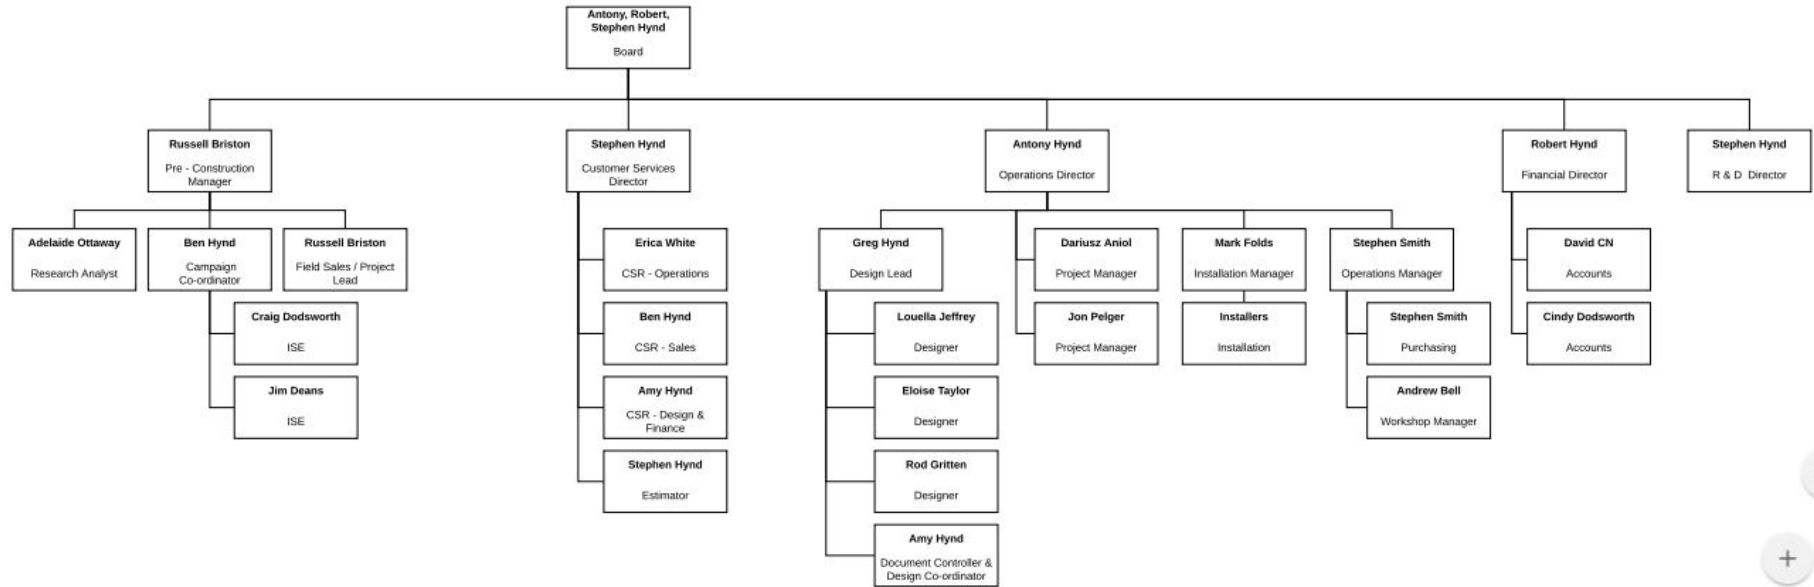 Antony, Robert,
Stephen Hynd
Board
Russell Briston
Pre - Construction
Manager
Stephen Hynd
Customer Services
Director
Antony Hynd
Operations Director
Robert Hynd
Financial Director
Stephen Hynd
R & D Director
Adelaide Ottaway
Research Analyst
Ben Hynd
Campaign
Co-ordinator
Russell Briston
Field Sales / Project
Lead
Craig Dodsworth
ISE
Jim Deans
ISE
Erica White
CSR - Operations
Ben Hynd
CSR - Sales
Amy Hynd
CSR - Design &
Finance
Stephen Hynd
Estimator
Greg Hynd
Design Lead
Louella Jeffrey
Designer
Eloise Taylor
Designer
Rod Gritten
Designer
Amy Hynd
Document Controller &
Design Co-ordinator
Dariusz Aniol
Project Manager
Jon Pelger
Project Manager
Mark Folds
Installation Manager
Installers
Installation
Stephen Smith
Operations Manager
Stephen Smith
Purchasing
Andrew Bell
Workshop Manager
David CN
Accounts
Cindy Dodsworth
Accounts